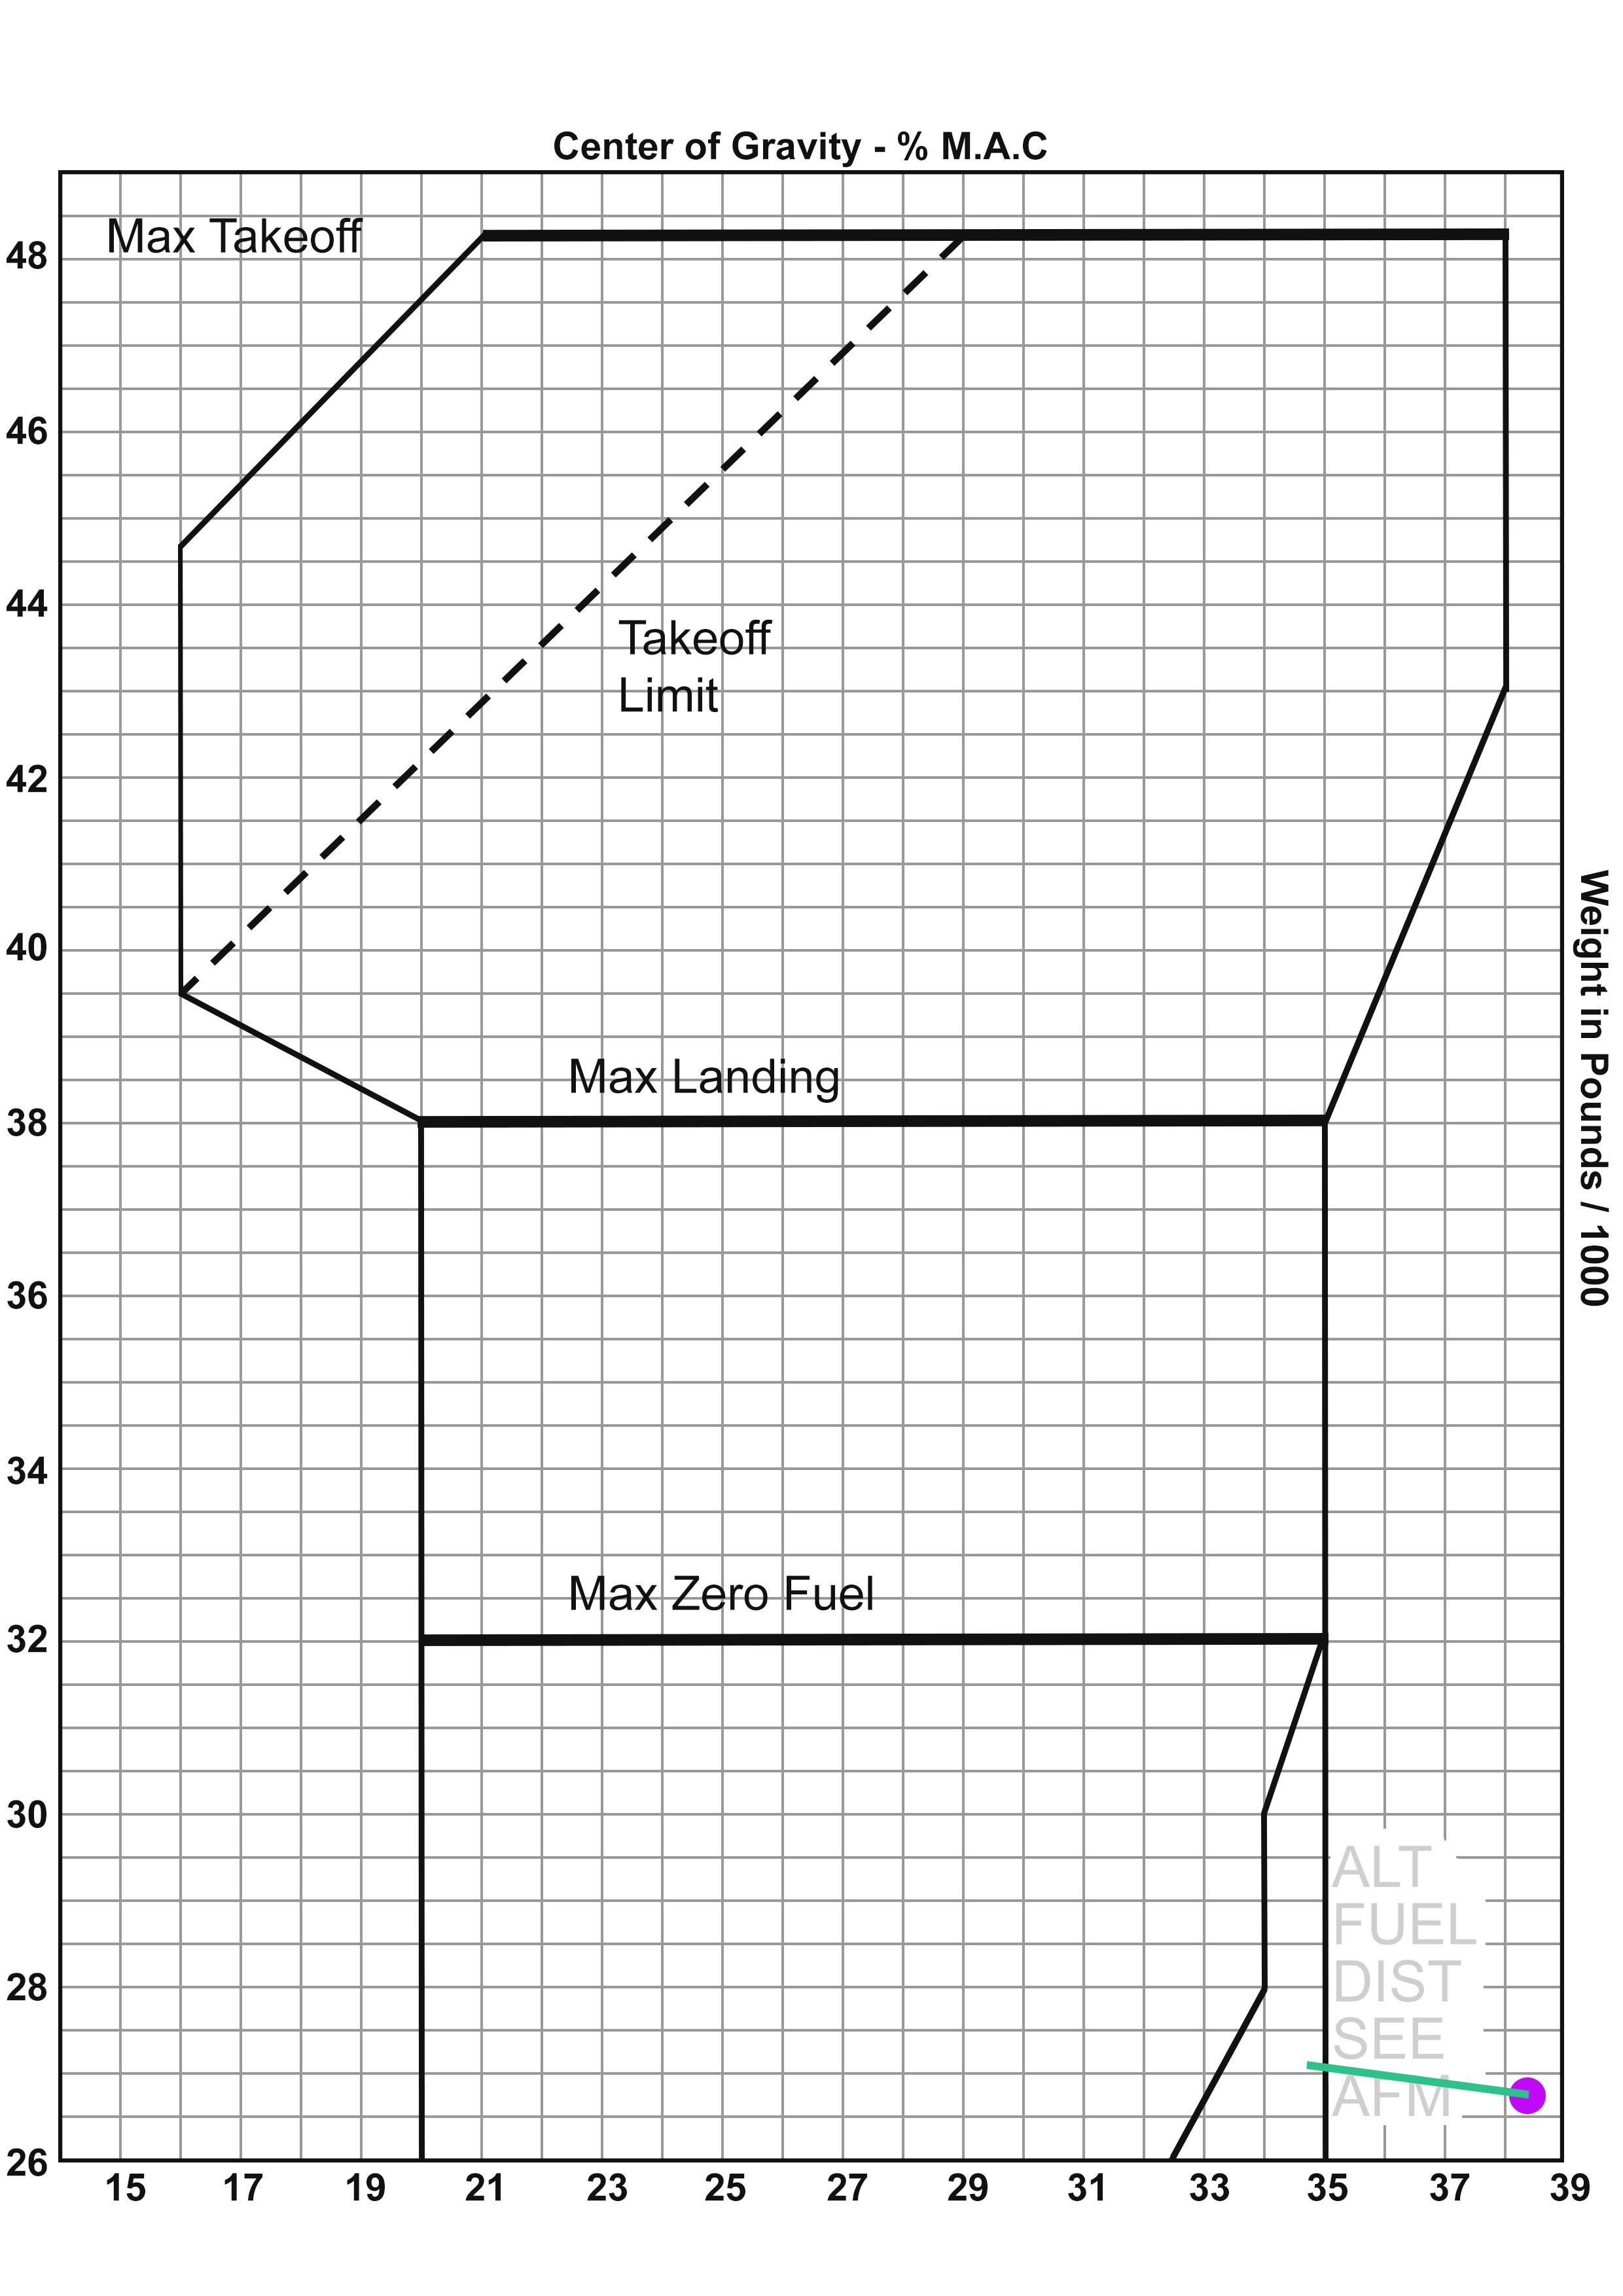 Center of Gravity - % M.A.C
Max Takeoff
48
46
44
Takeoff
Limit
42
40
Weight in Pounds / 1000
Max Landing
38
36
34
Max Zero Fuel
32
30
ALT
FUEL
DIST
SEE
AFM
28
26
15 17 19 21 23 25 27 29 31 33 35 37 39